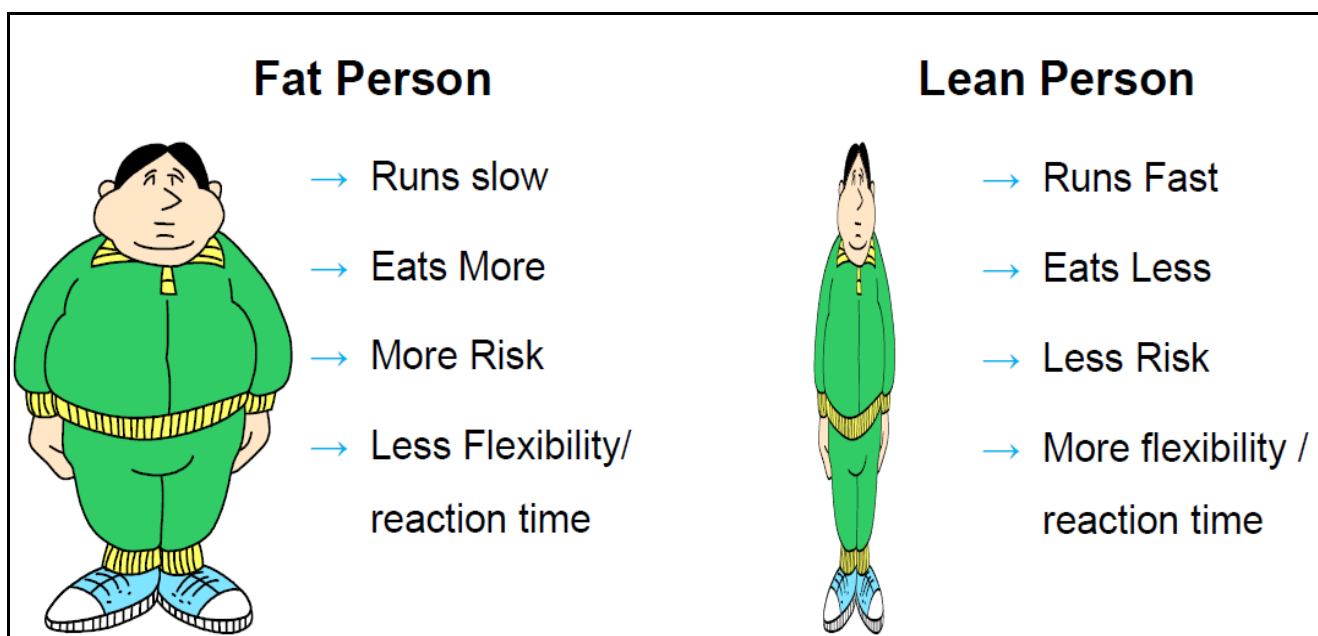 Fat Person
→ Runs slow
→ Eats More
→ More Risk
→ Less Flexibility/
reaction time
Lean Person
→ Runs Fast
→ Eats Less
→ Less Risk
→ More flexibility /
reaction time